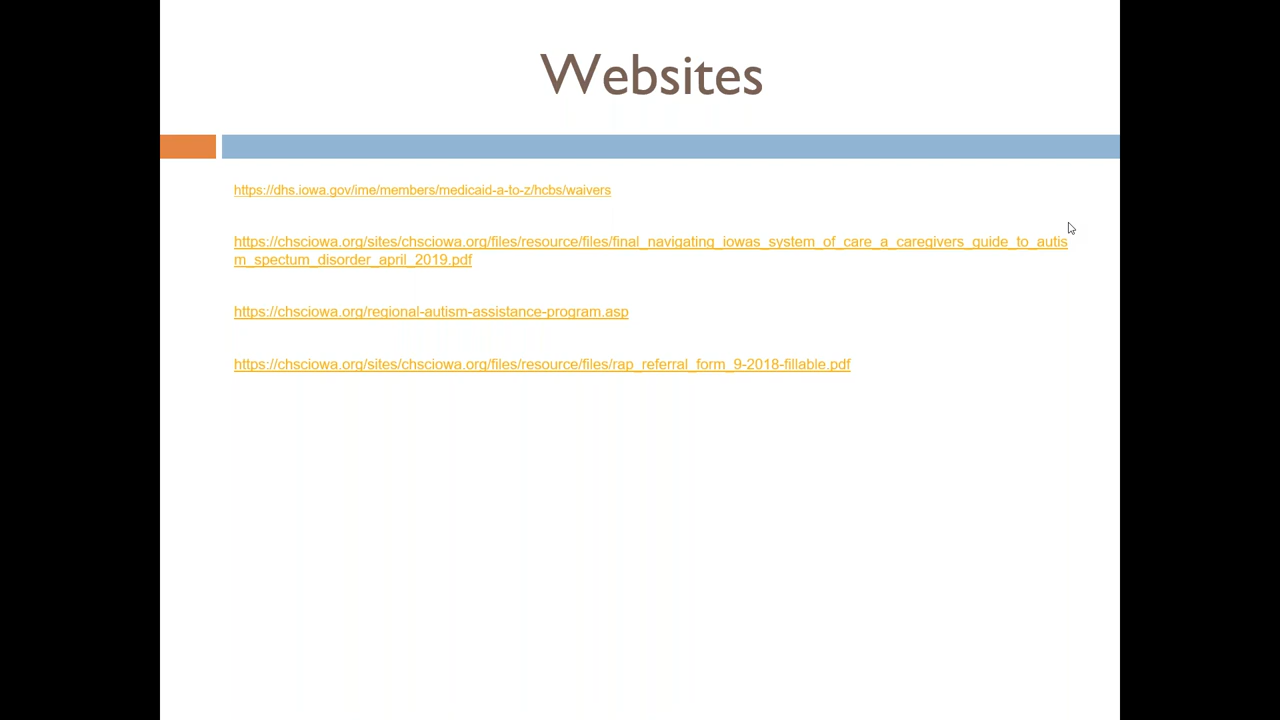 Websites
https://dhs.iowa.gov/ime/members/medicaid-a-to-z/hcbs/waivers
https://chsciowa.org/sites/chsciowa.org/files/resource/files/final_navigating_iowas_system_of_care_a_caregivers_guide_to_autis
m_spectum_disorder_april_2019.pdf
https://chsciowa.org/regional-autism-assistance-program.asp
https://chsciowa.org/sites/chsciowa.org/files/resource/files/rap_referral_form_9-2018-fillable.pdf